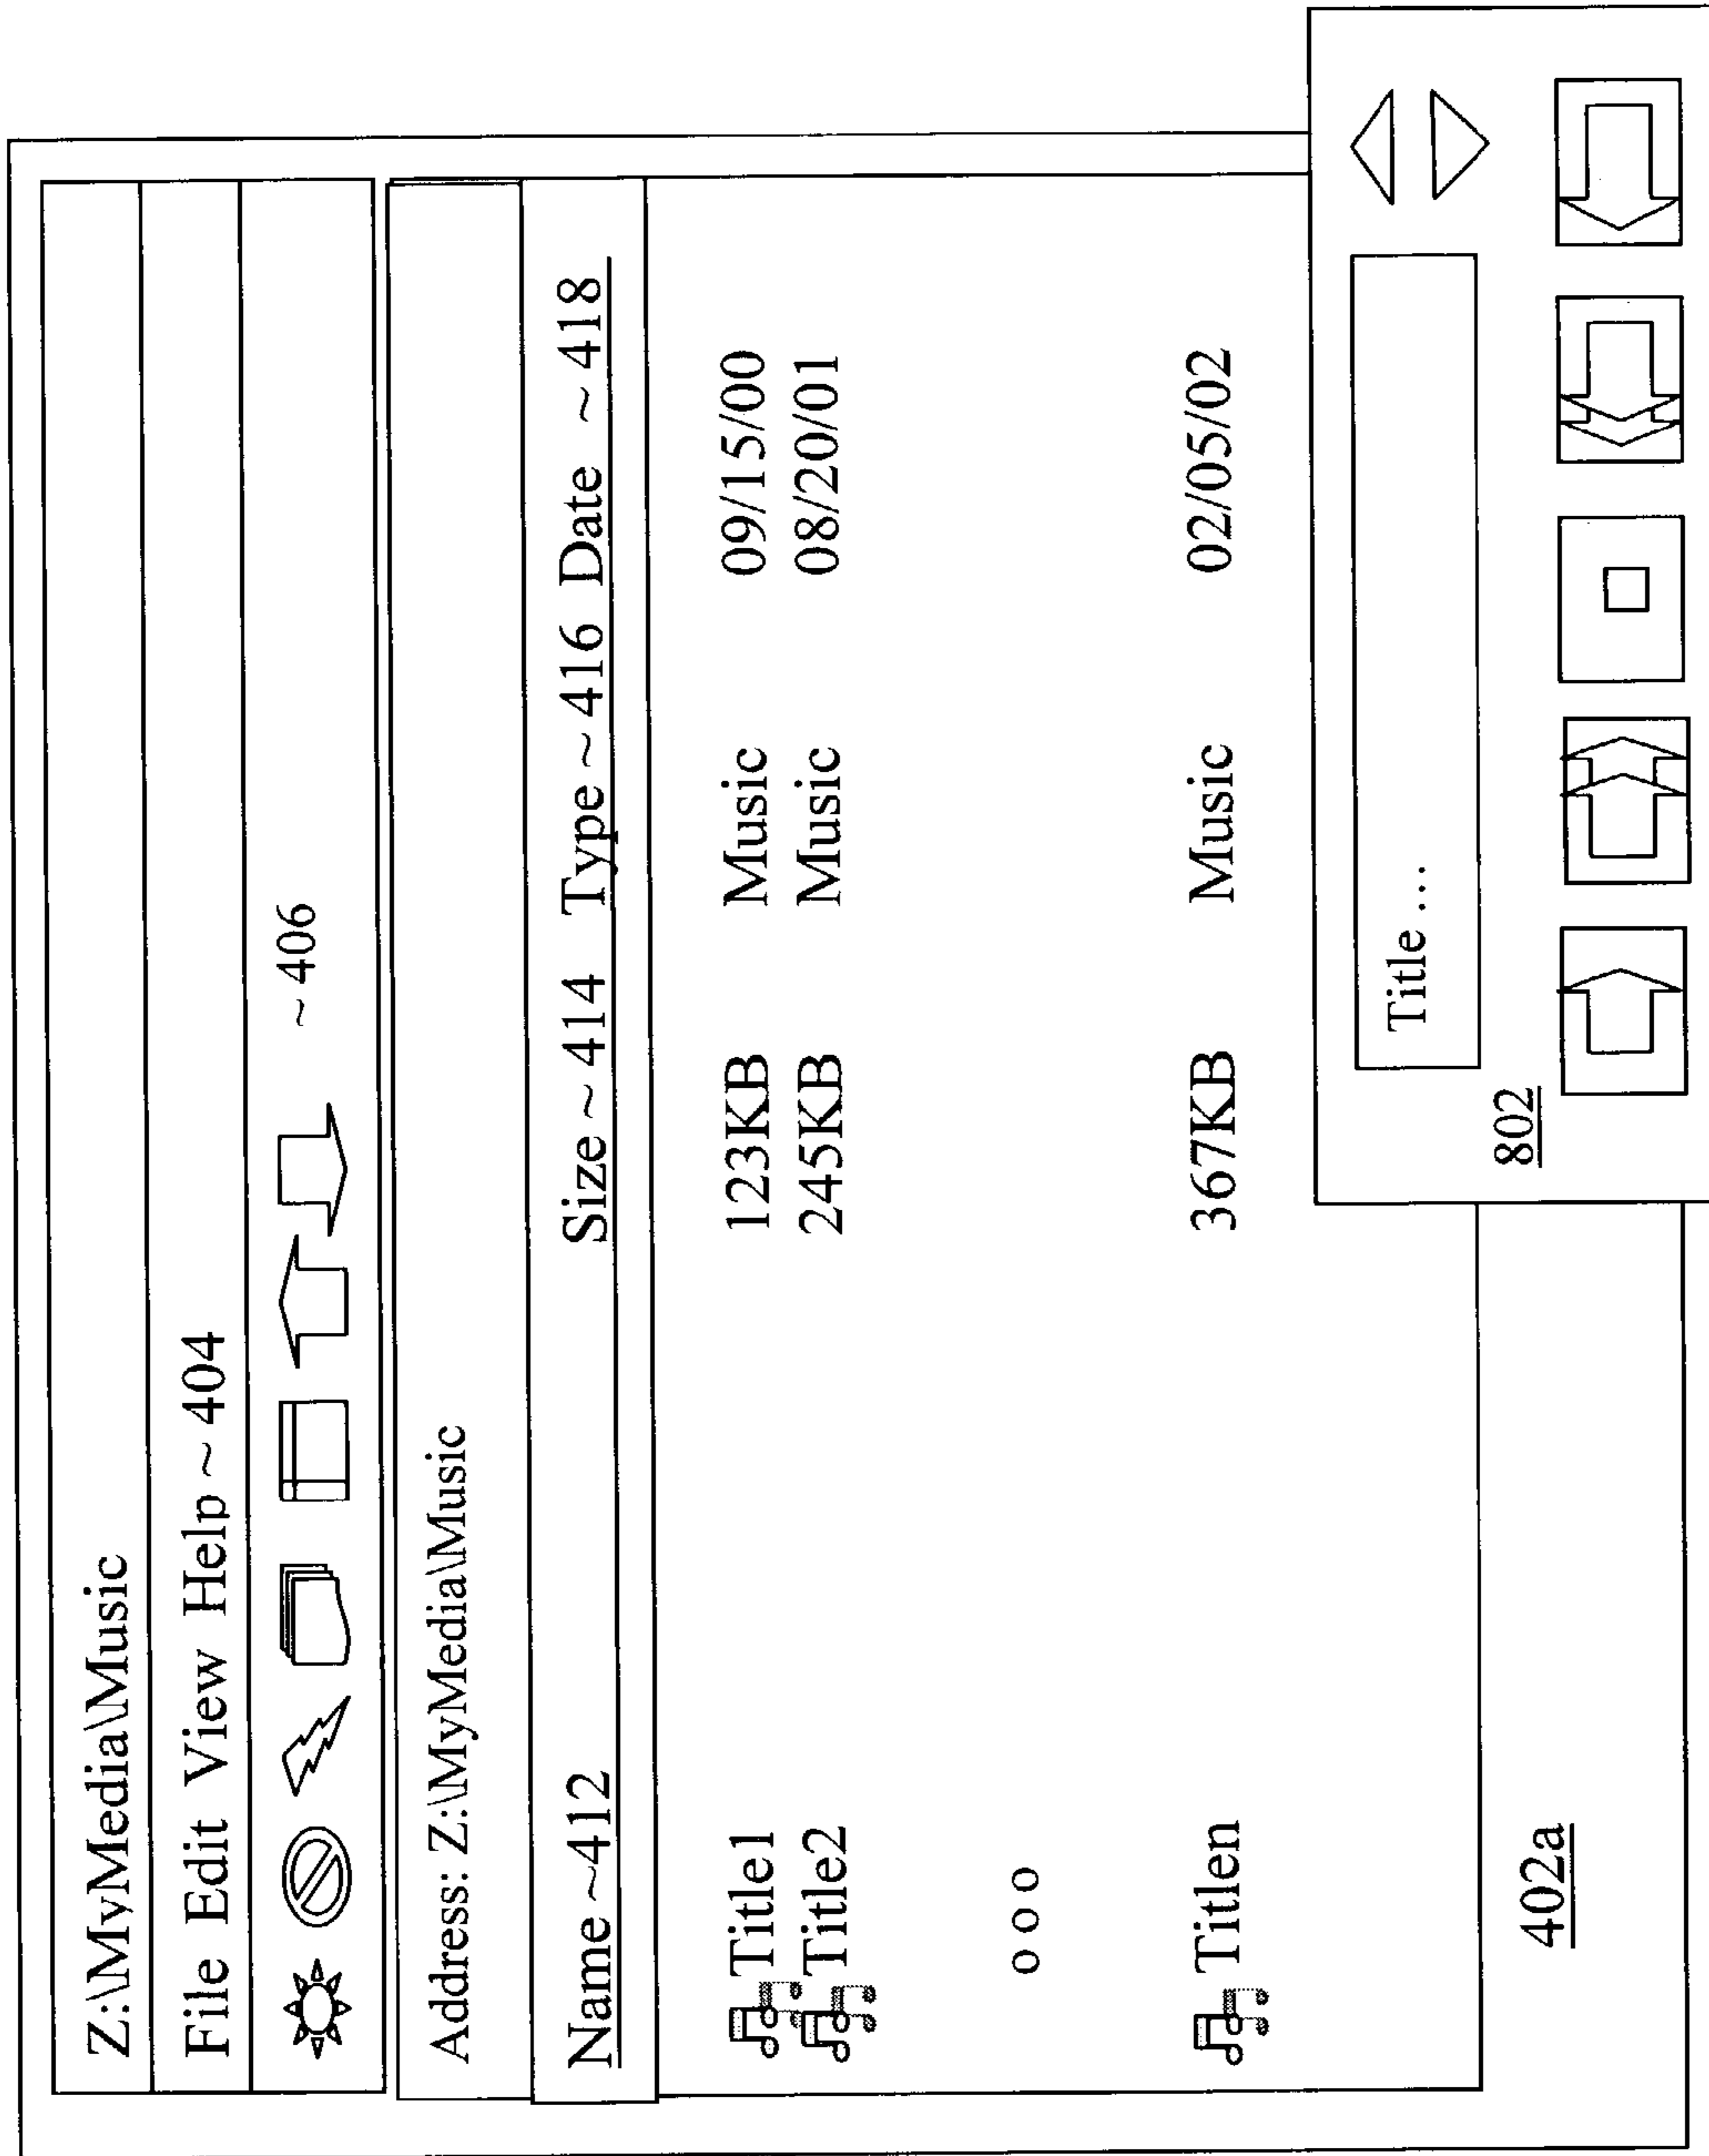 Z:\MyMedia\Music
File Edit View Help ~ 404
~ 406
Address: Z:\MyMedia\Music
Name ~412 Size ~ 414 Type ~ 416 Date ~ 418
Title1 123KB Music 09/15/00
Title2 245KB Music 08/20/01
o o o
Titlen 367KB Music 02/05/02
Title ....
802
402a